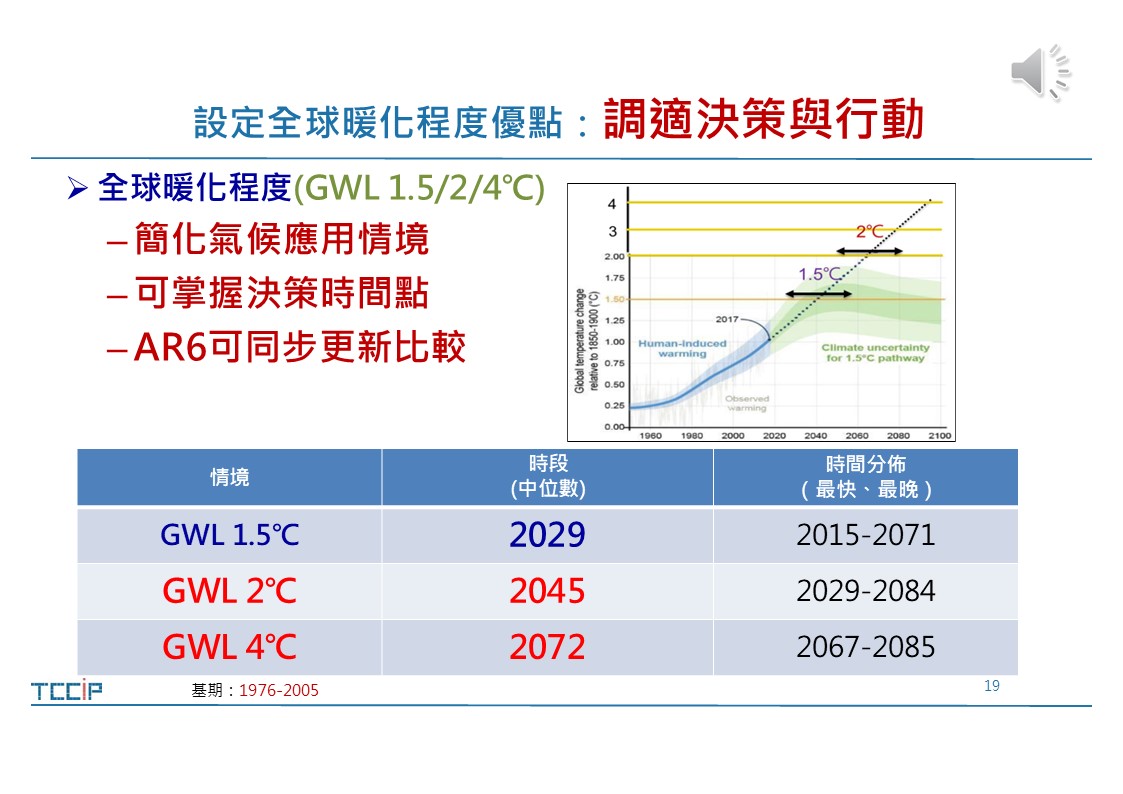 設定全球暖化程度優點：調適決策與行動
➢ 全球暖化程度(GWL 1.5/2/4℃)
–簡化氣候應用情境
–可掌握決策時間點
–AR6可同步更新比較
Global temperature change
relative to 1850-1900 (°C)
4
3
2.00
1.75
1.50
1.25
1.00
0.75
0.50
0.25
0.00
2℃
1.5℃
2017
Human-induced
warming
Climate uncertainty
for 1.5°C pathway
Observed
warming
1960 1980 2000 2020 2040 2060 2080 2100
情境 時段 (中位數) 時間分佈 （最快、最晚）
GWL 1.5℃ 2029 2015-2071
GWL 2℃ 2045 2029-2084
GWL 4℃ 2072 2067-2085
TCCiP
基期：1976-2005
19